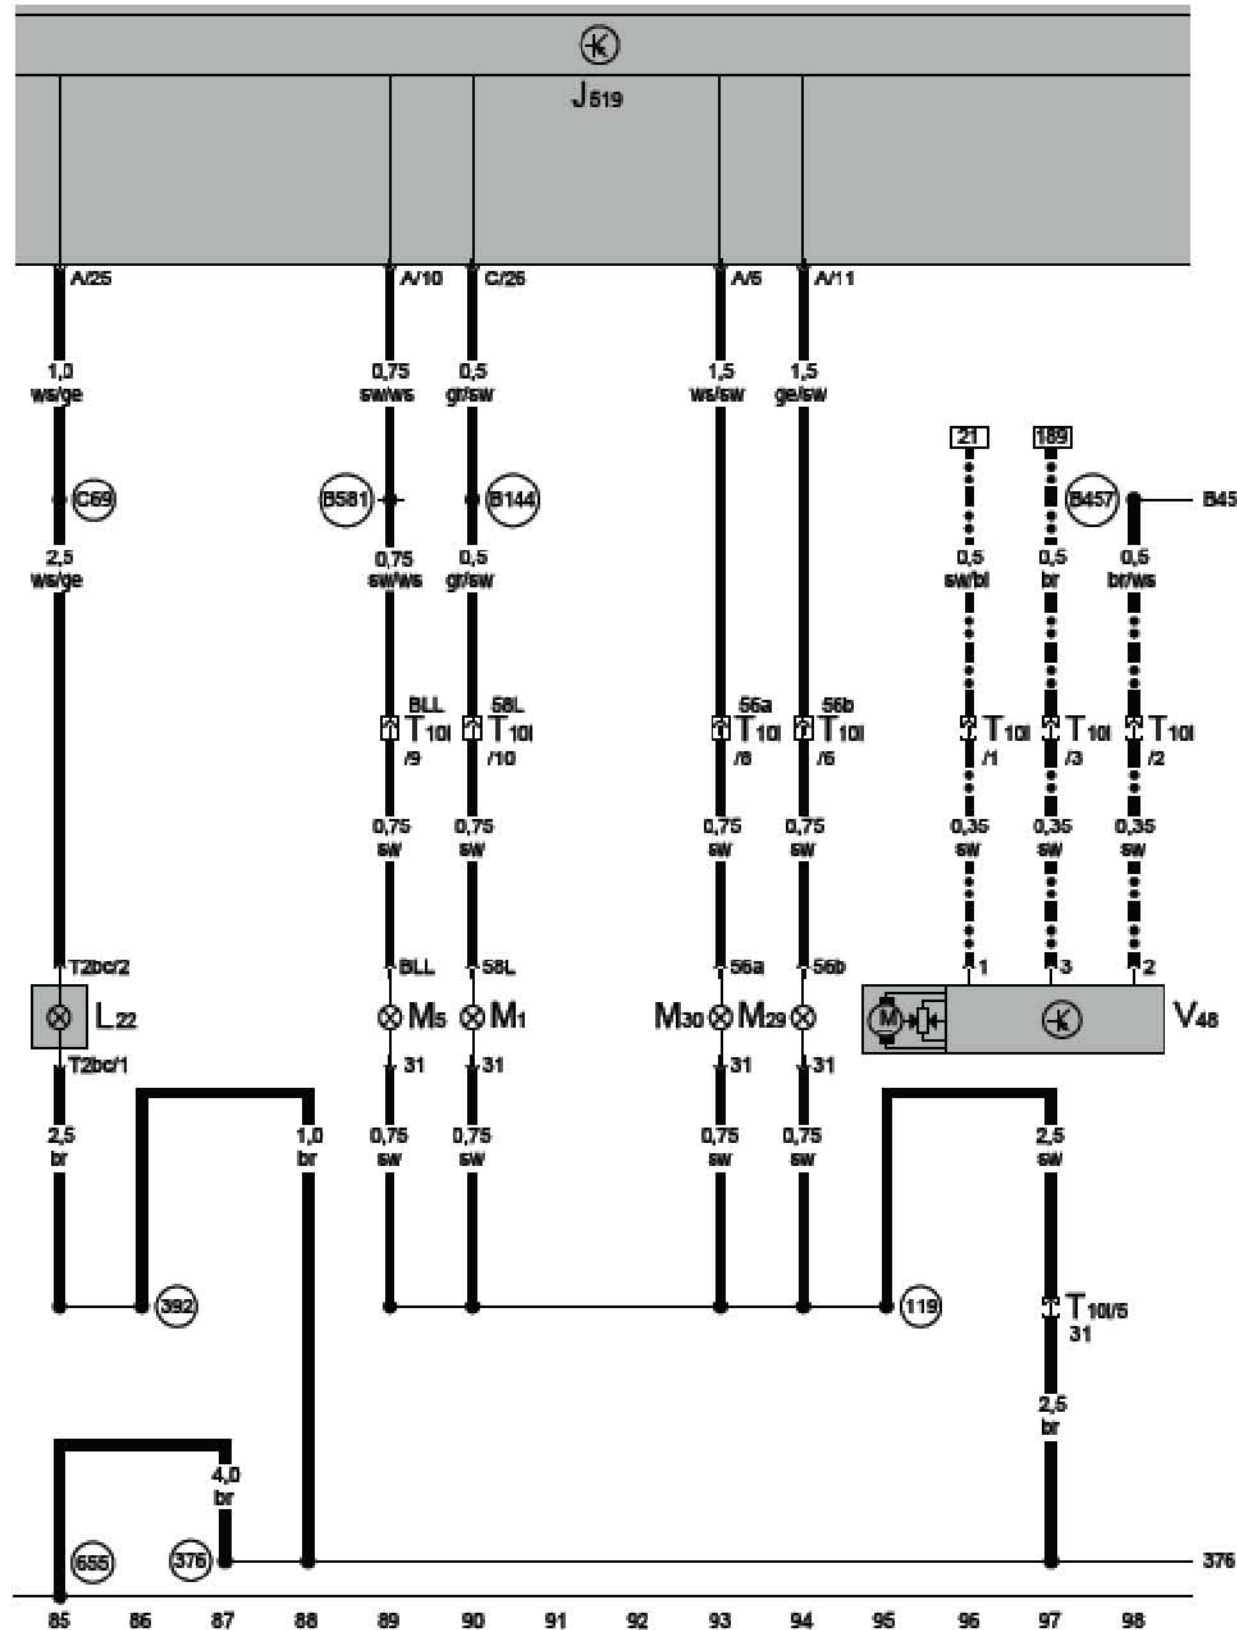 J519
A/25 A/10 C/26 A/5 A/11
1,0 0,75 0,5 1,5 1,5
ws/ge sw/ws gr/sw ws/sw ge/sw
21 189
C69 B581 B144 B457 B45
2,5 0,75 0,5 0,5 0,5 0,5
ws/ge sw/ws gr/sw sw/bl br br/ws
BLL 58L 56a 56b
T10l T10l T10l T10l T10l T10l T10l
/9 /10 /8 /6 /1 /3 /2
0,75 0,75 0,75 0,75 0,35 0,35 0,35
sw sw sw sw sw sw sw
T2bc/2 BLL 58L 56a 56b 1 3 2
L22 M5 M1 M30 M29 M V48
T2bc/1 31 31 31 31
2,5 1,0 0,75 0,75 0,75 0,75 2,5
br br sw sw sw sw sw
392 119 T10l/5
31
2,5
br
4,0
br
655 376 376
85 86 87 88 89 90 91 92 93 94 95 96 97 98